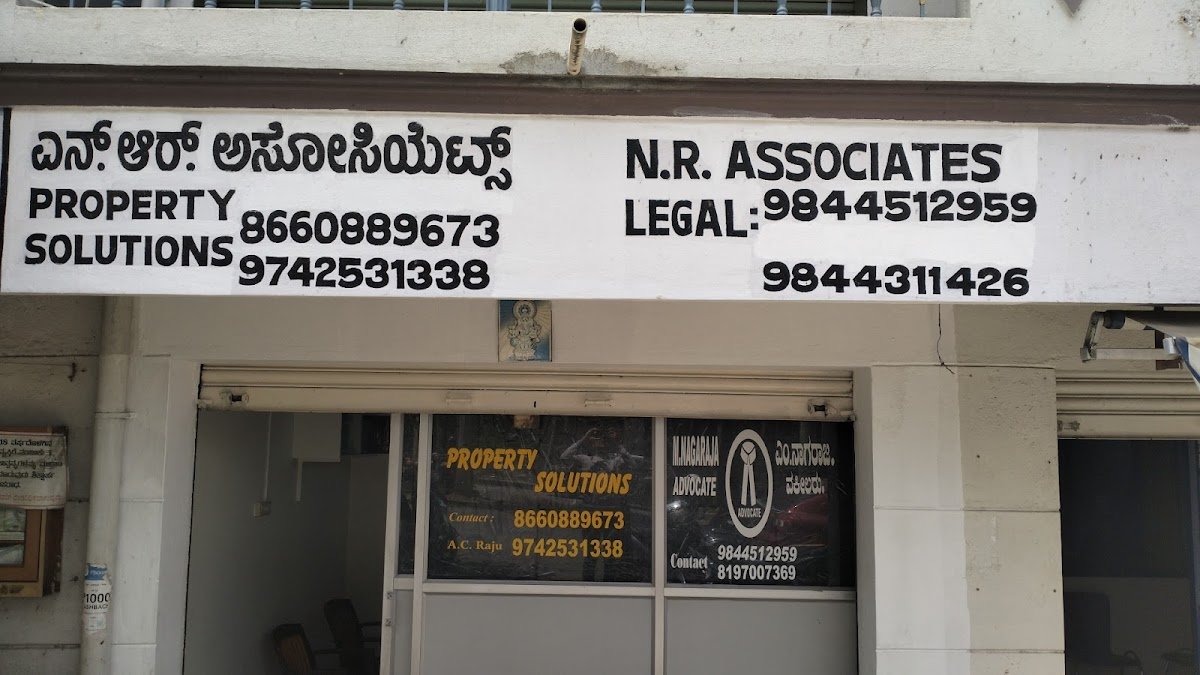 ಎನ್. ಆರ್. ಅಸೋಸಿಯೆಟ್ಸ್
PROPERTY
SOLUTIONS
8660889673
9742531338
N.R. ASSOCIATES
LEGAL: 9844512959
9844311426
PROPERTY
SOLUTIONS
Contact : 8660889673
A.C. Raju 9742531338
M.NAGARAJA
ADVOCATE
ADVOCATE
ಎಂ.ನಾಗರಾಜ.
ವಕೀಲರು.
Contact - 9844512959
8197007369
1000